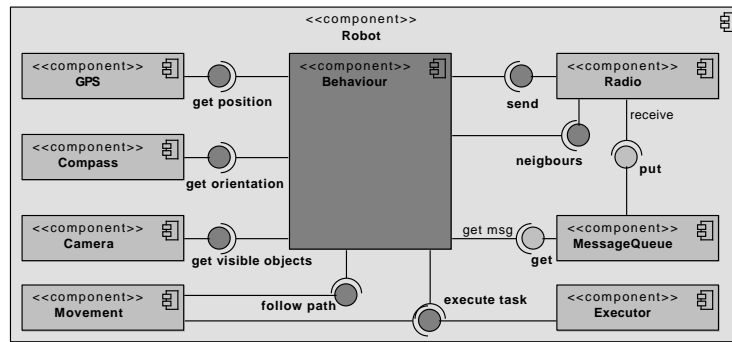 <<component>>
Robot
<<component>>
GPS
get position
<<component>>
Behaviour
send
<<component>>
Radio
receive
neigbours
<<component>>
Compass
get orientation
put
<<component>>
Camera
get visible objects
get msg
get
<<component>>
MessageQueue
<<component>>
Movement
follow path
execute task
<<component>>
Executor